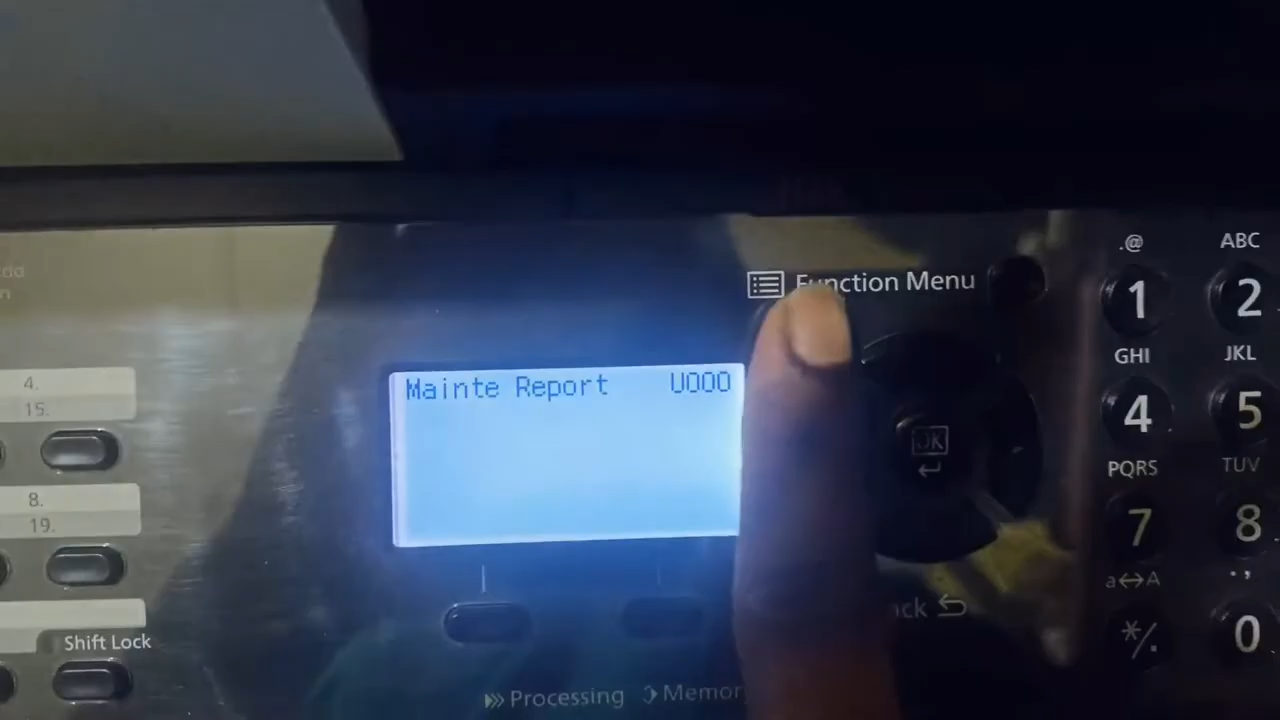 Function Menu
.@
ABC
1
2
GHI
JKL
4
5
PQRS
TUV
7
8
a↔A
.,
*/.
0
Mainte Report U000
OK
4.
15.
8.
19.
Shift Lock
Processing